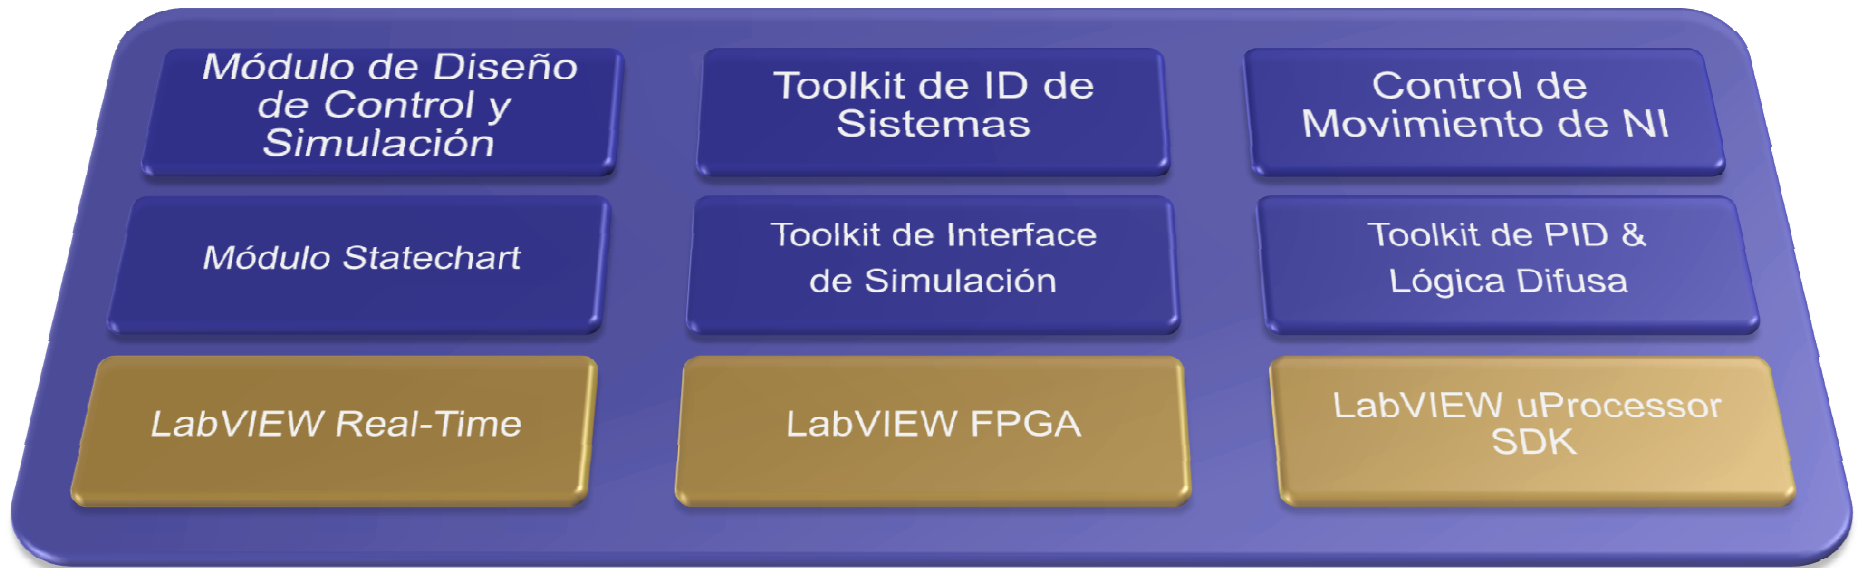 Módulo de Diseño
de Control y
Simulación
Toolkit de ID de
Sistemas
Control de
Movimiento de NI
Módulo Statechart
Toolkit de Interface
de Simulación
Toolkit de PID &
Lógica Difusa
LabVIEW Real-Time
LabVIEW FPGA
LabVIEW uProcessor
SDK